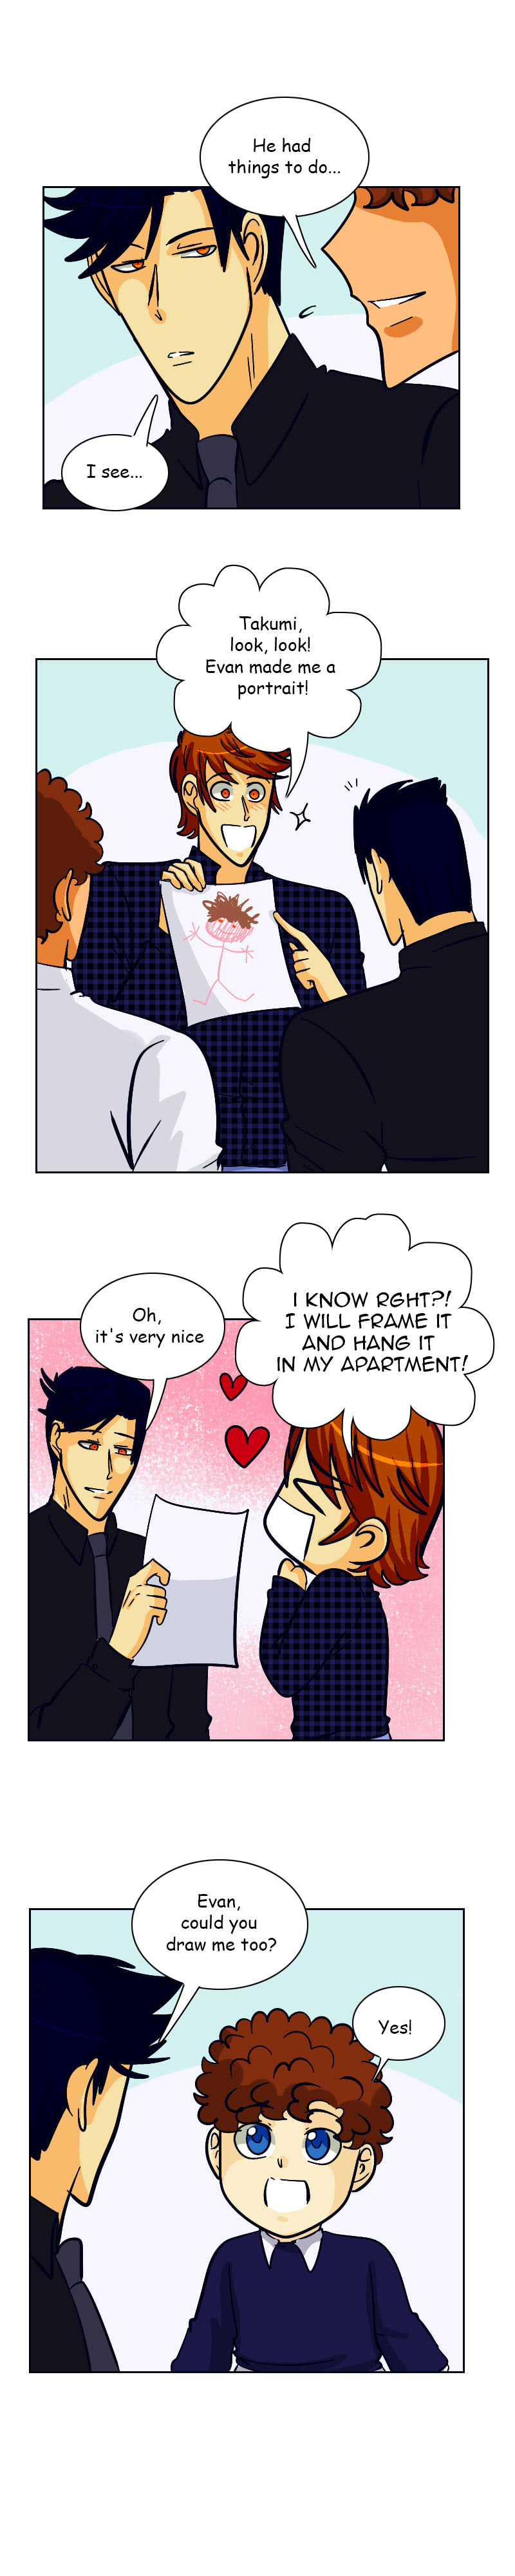 He had
things to do...
I see...
Takumi,
look, look!
Evan made me a
portrait!
Oh,
it's very nice
I KNOW RGHT?!
I WILL FRAME IT
AND HANG IT
IN MY APARTMENT!
Evan,
could you
draw me too?
Yes!